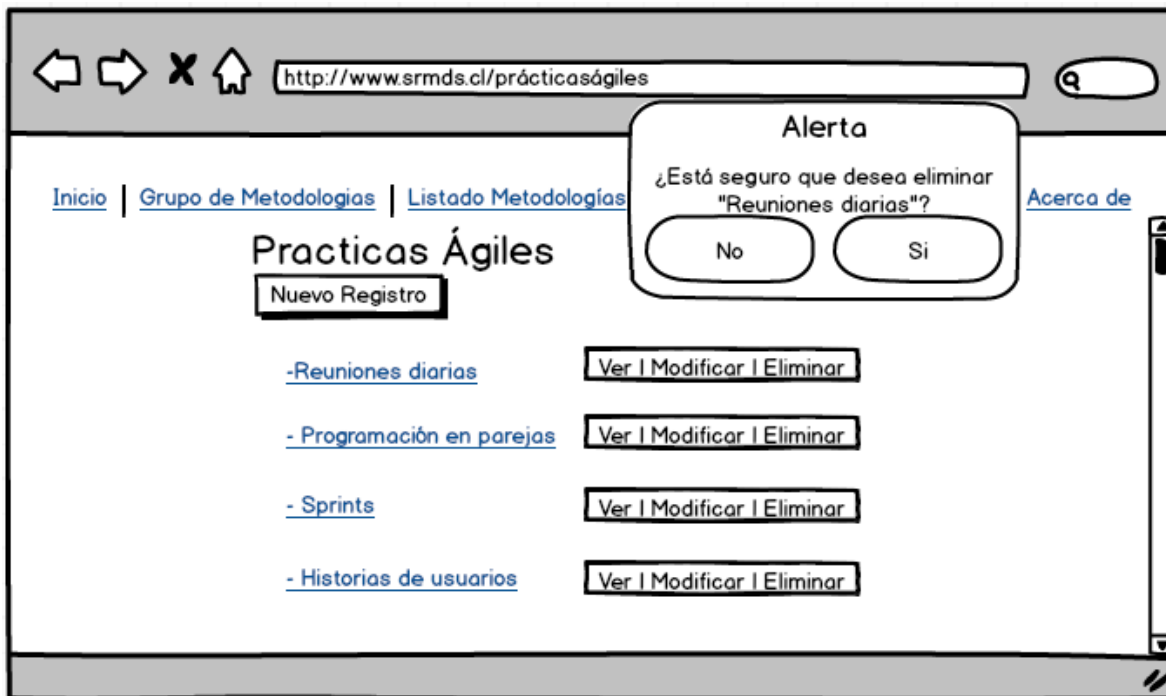 http://www.srmds.cl/prácticaságiles
Alerta
¿Está seguro que desea eliminar
"Reuniones diarias"?
No Si
Inicio | Grupo de Metodologias | Listado Metodologías Acerca de
Practicas Ágiles
Nuevo Registro
-Reuniones diarias Ver | Modificar | Eliminar
- Programación en parejas Ver | Modificar | Eliminar
- Sprints Ver | Modificar | Eliminar
- Historias de usuarios Ver | Modificar | Eliminar